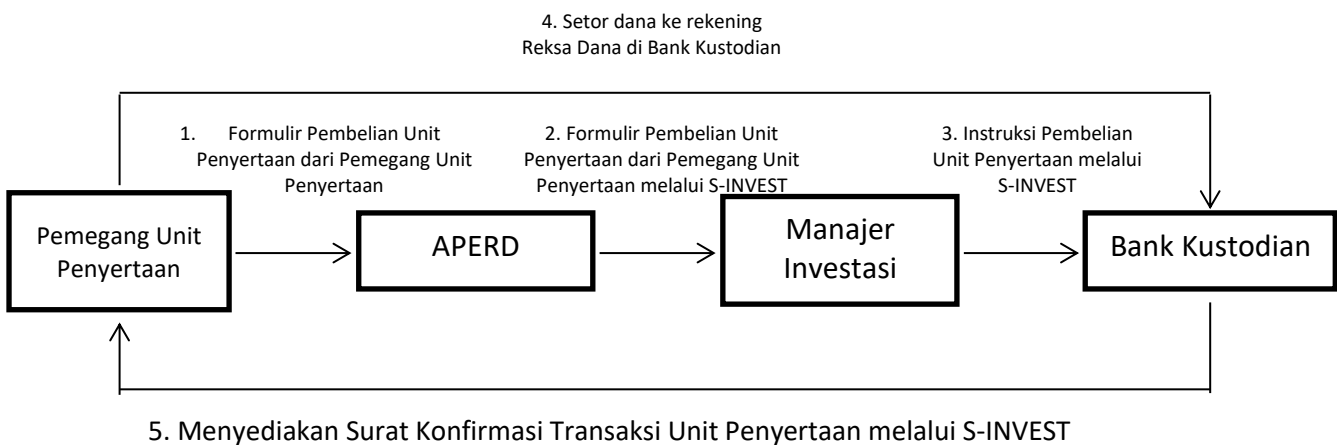 4. Setor dana ke rekening
Reksa Dana di Bank Kustodian
1. Formulir Pembelian Unit
Penyertaan dari Pemegang Unit
Penyertaan
2. Formulir Pembelian Unit
Penyertaan dari Pemegang Unit
Penyertaan melalui S-INVEST
3. Instruksi Pembelian
Unit Penyertaan melalui
S-INVEST
Pemegang Unit
Penyertaan
APERD
Manajer
Investasi
Bank Kustodian
5. Menyediakan Surat Konfirmasi Transaksi Unit Penyertaan melalui S-INVEST